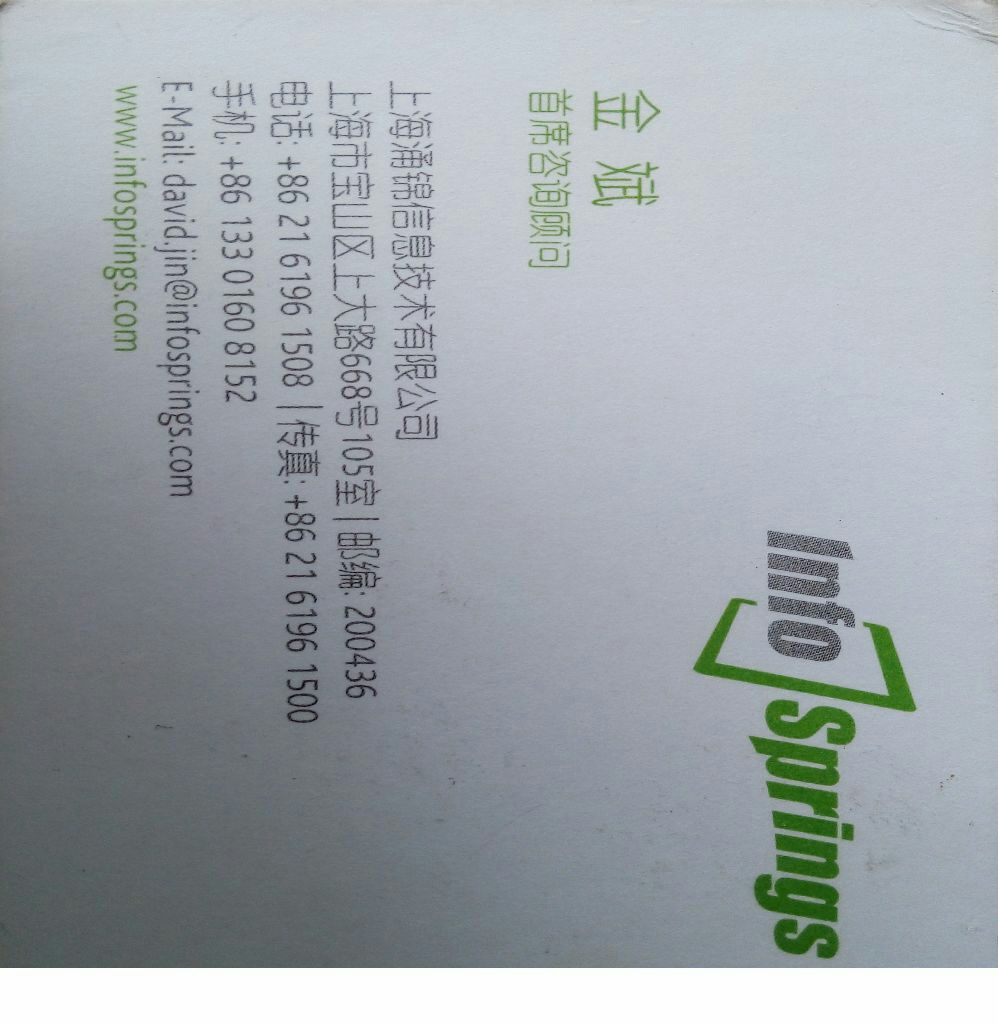 Info Springs
金 斌
首席咨询顾问
上海涌锦信息技术有限公司
上海市宝山区上大路668号105室 | 邮编: 200436
电话: +86 21 6196 1508 | 传真: +86 21 6196 1500
手机: +86 133 0160 8152
E-Mail: david.jin@infosprings.com
www.infosprings.com